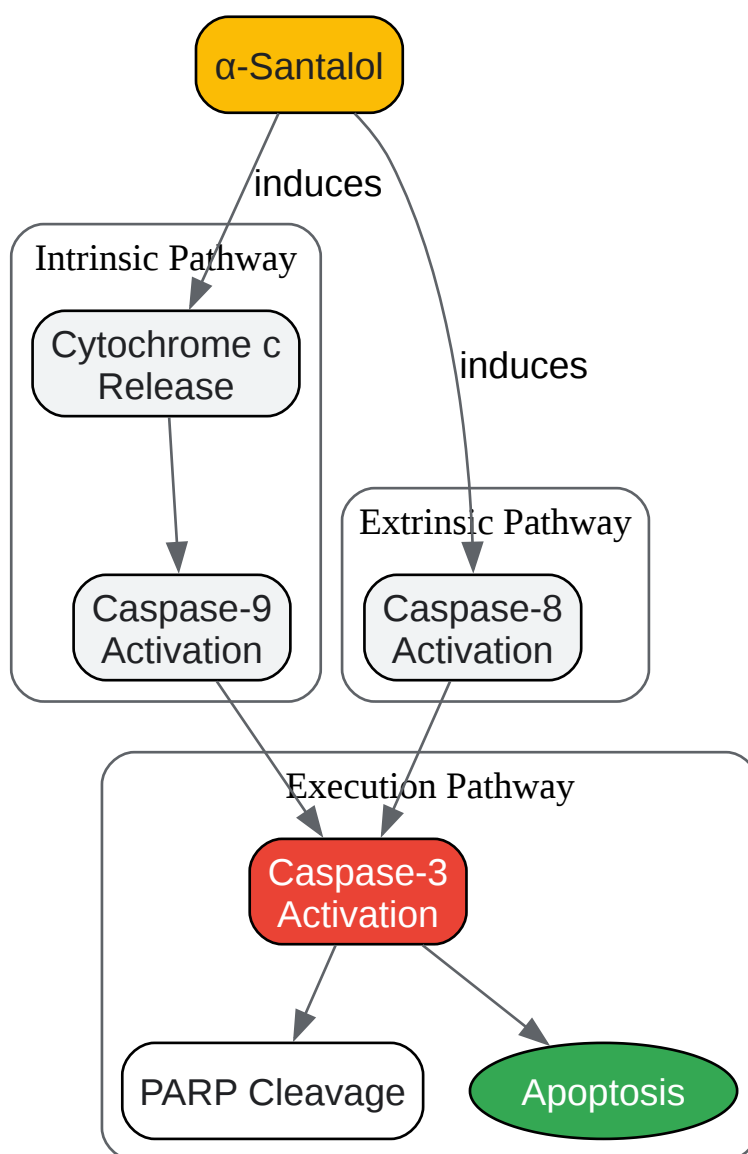 α-Santalol
induces
Intrinsic Pathway
Cytochrome c
Release
induces
Extrinsic Pathway
Caspase-9
Activation
Caspase-8
Activation
Execution Pathway
Caspase-3
Activation
PARP Cleavage
Apoptosis